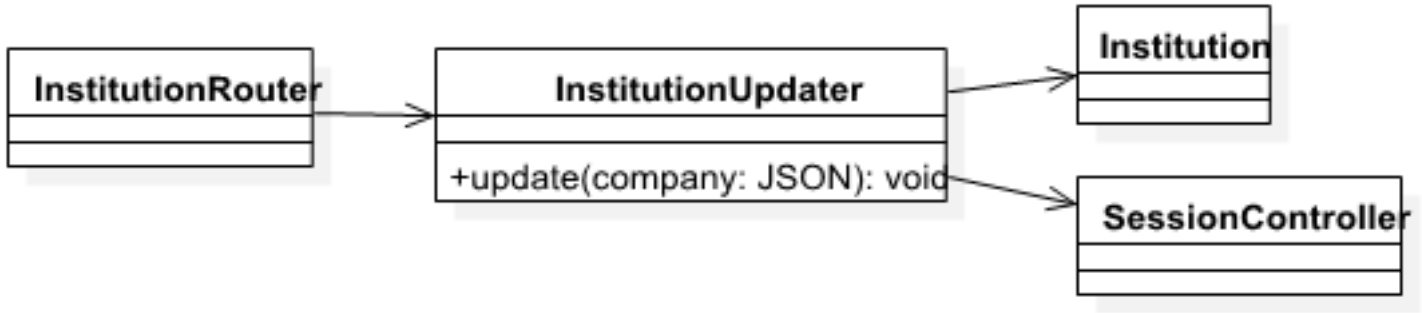 InstitutionRouter
InstitutionUpdater
+update(company: JSON): void
Institution
SessionController